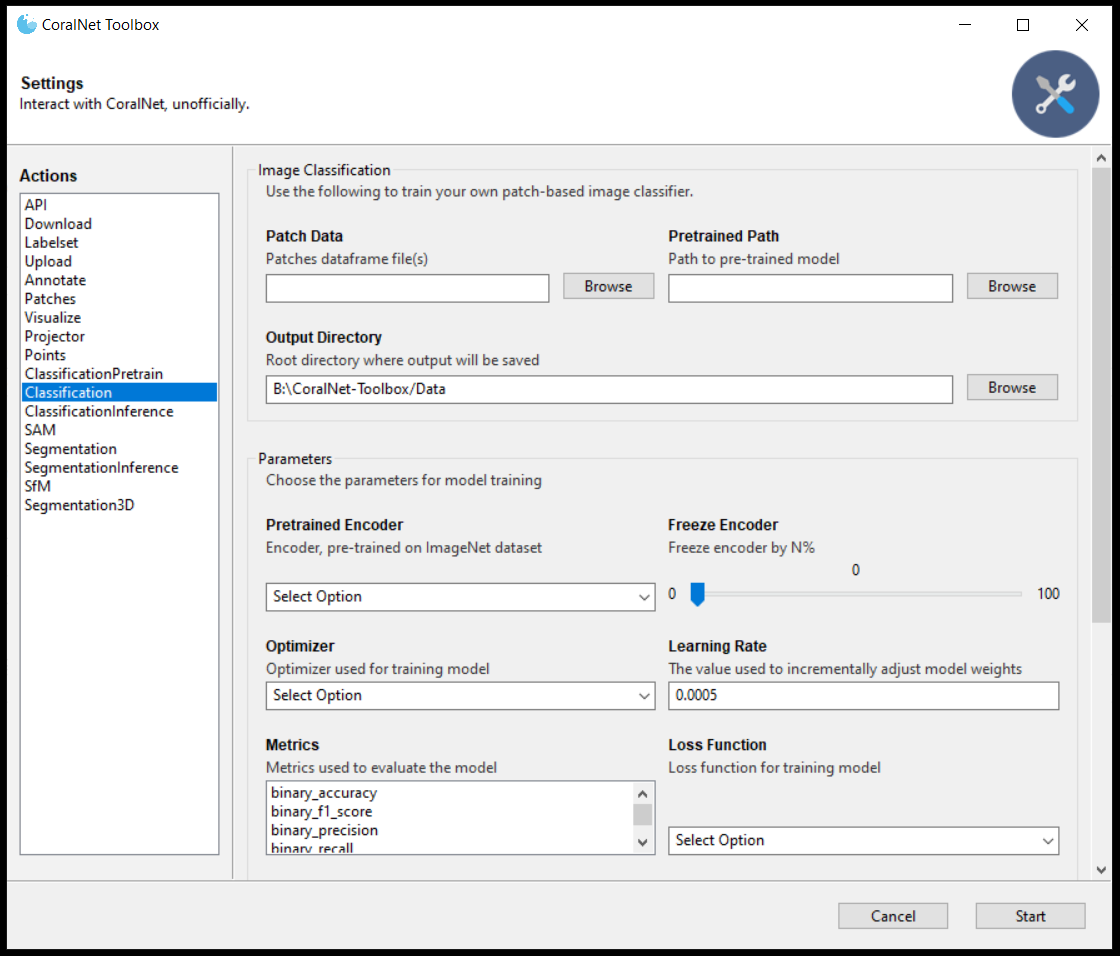 CoralNet Toolbox
Settings
Interact with CoralNet, unofficially.
Actions
API
Download
Labelset
Upload
Annotate
Patches
Visualize
Projector
Points
ClassificationPretrain
Classification
ClassificationInference
SAM
Segmentation
SegmentationInference
SfM
Segmentation3D
Image Classification
Use the following to train your own patch-based image classifier.
Patch Data
Patches dataframe file(s)
Browse
Pretrained Path
Path to pre-trained model
Browse
Output Directory
Root directory where output will be saved
B:\CoralNet-Toolbox/Data
Browse
Parameters
Choose the parameters for model training
Pretrained Encoder
Encoder, pre-trained on ImageNet dataset
Select Option
Freeze Encoder
Freeze encoder by N%
0
0 100
Optimizer
Optimizer used for training model
Select Option
Learning Rate
The value used to incrementally adjust model weights
0.0005
Metrics
Metrics used to evaluate the model
binary_accuracy
binary_f1_score
binary_precision
binary_recall
Loss Function
Loss function for training model
Select Option
Cancel
Start